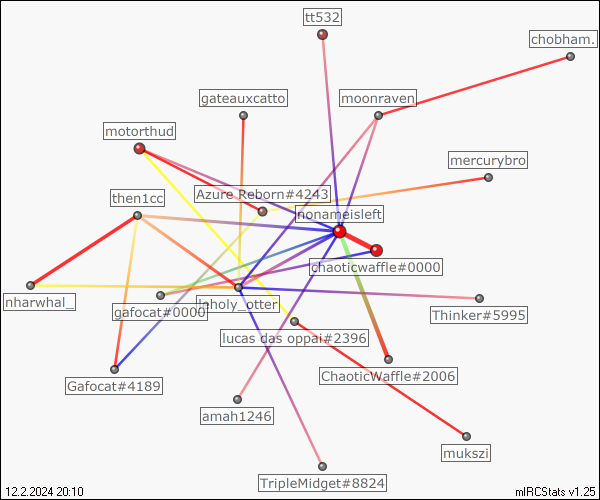 tt532
chobham.
gateauxcatto
moonraven
motorthud
mercurybro
Azure Reborn#4243
then1cc
nonameisleft
chaoticwaffle#0000
nharwhal_
laholy_otter
gafocat#0000
Thinker#5995
lucas das oppai#2396
ChaoticWaffle#2006
Gafocat#4189
amah1246
mukszi
TripleMidget#8824
12.2.2024 20:10
mIRCStats v1.25